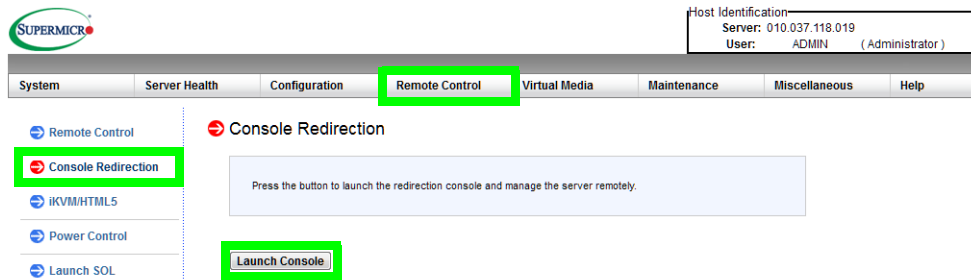 SUPERMICRO
Host Identification
Server: 010.037.118.019
User: ADMIN ( Administrator )
System Server Health Configuration Remote Control Virtual Media Maintenance Miscellaneous Help
Remote Control
Console Redirection
iKVM/HTML5
Power Control
Launch SOL
Console Redirection
Press the button to launch the redirection console and manage the server remotely.
Launch Console